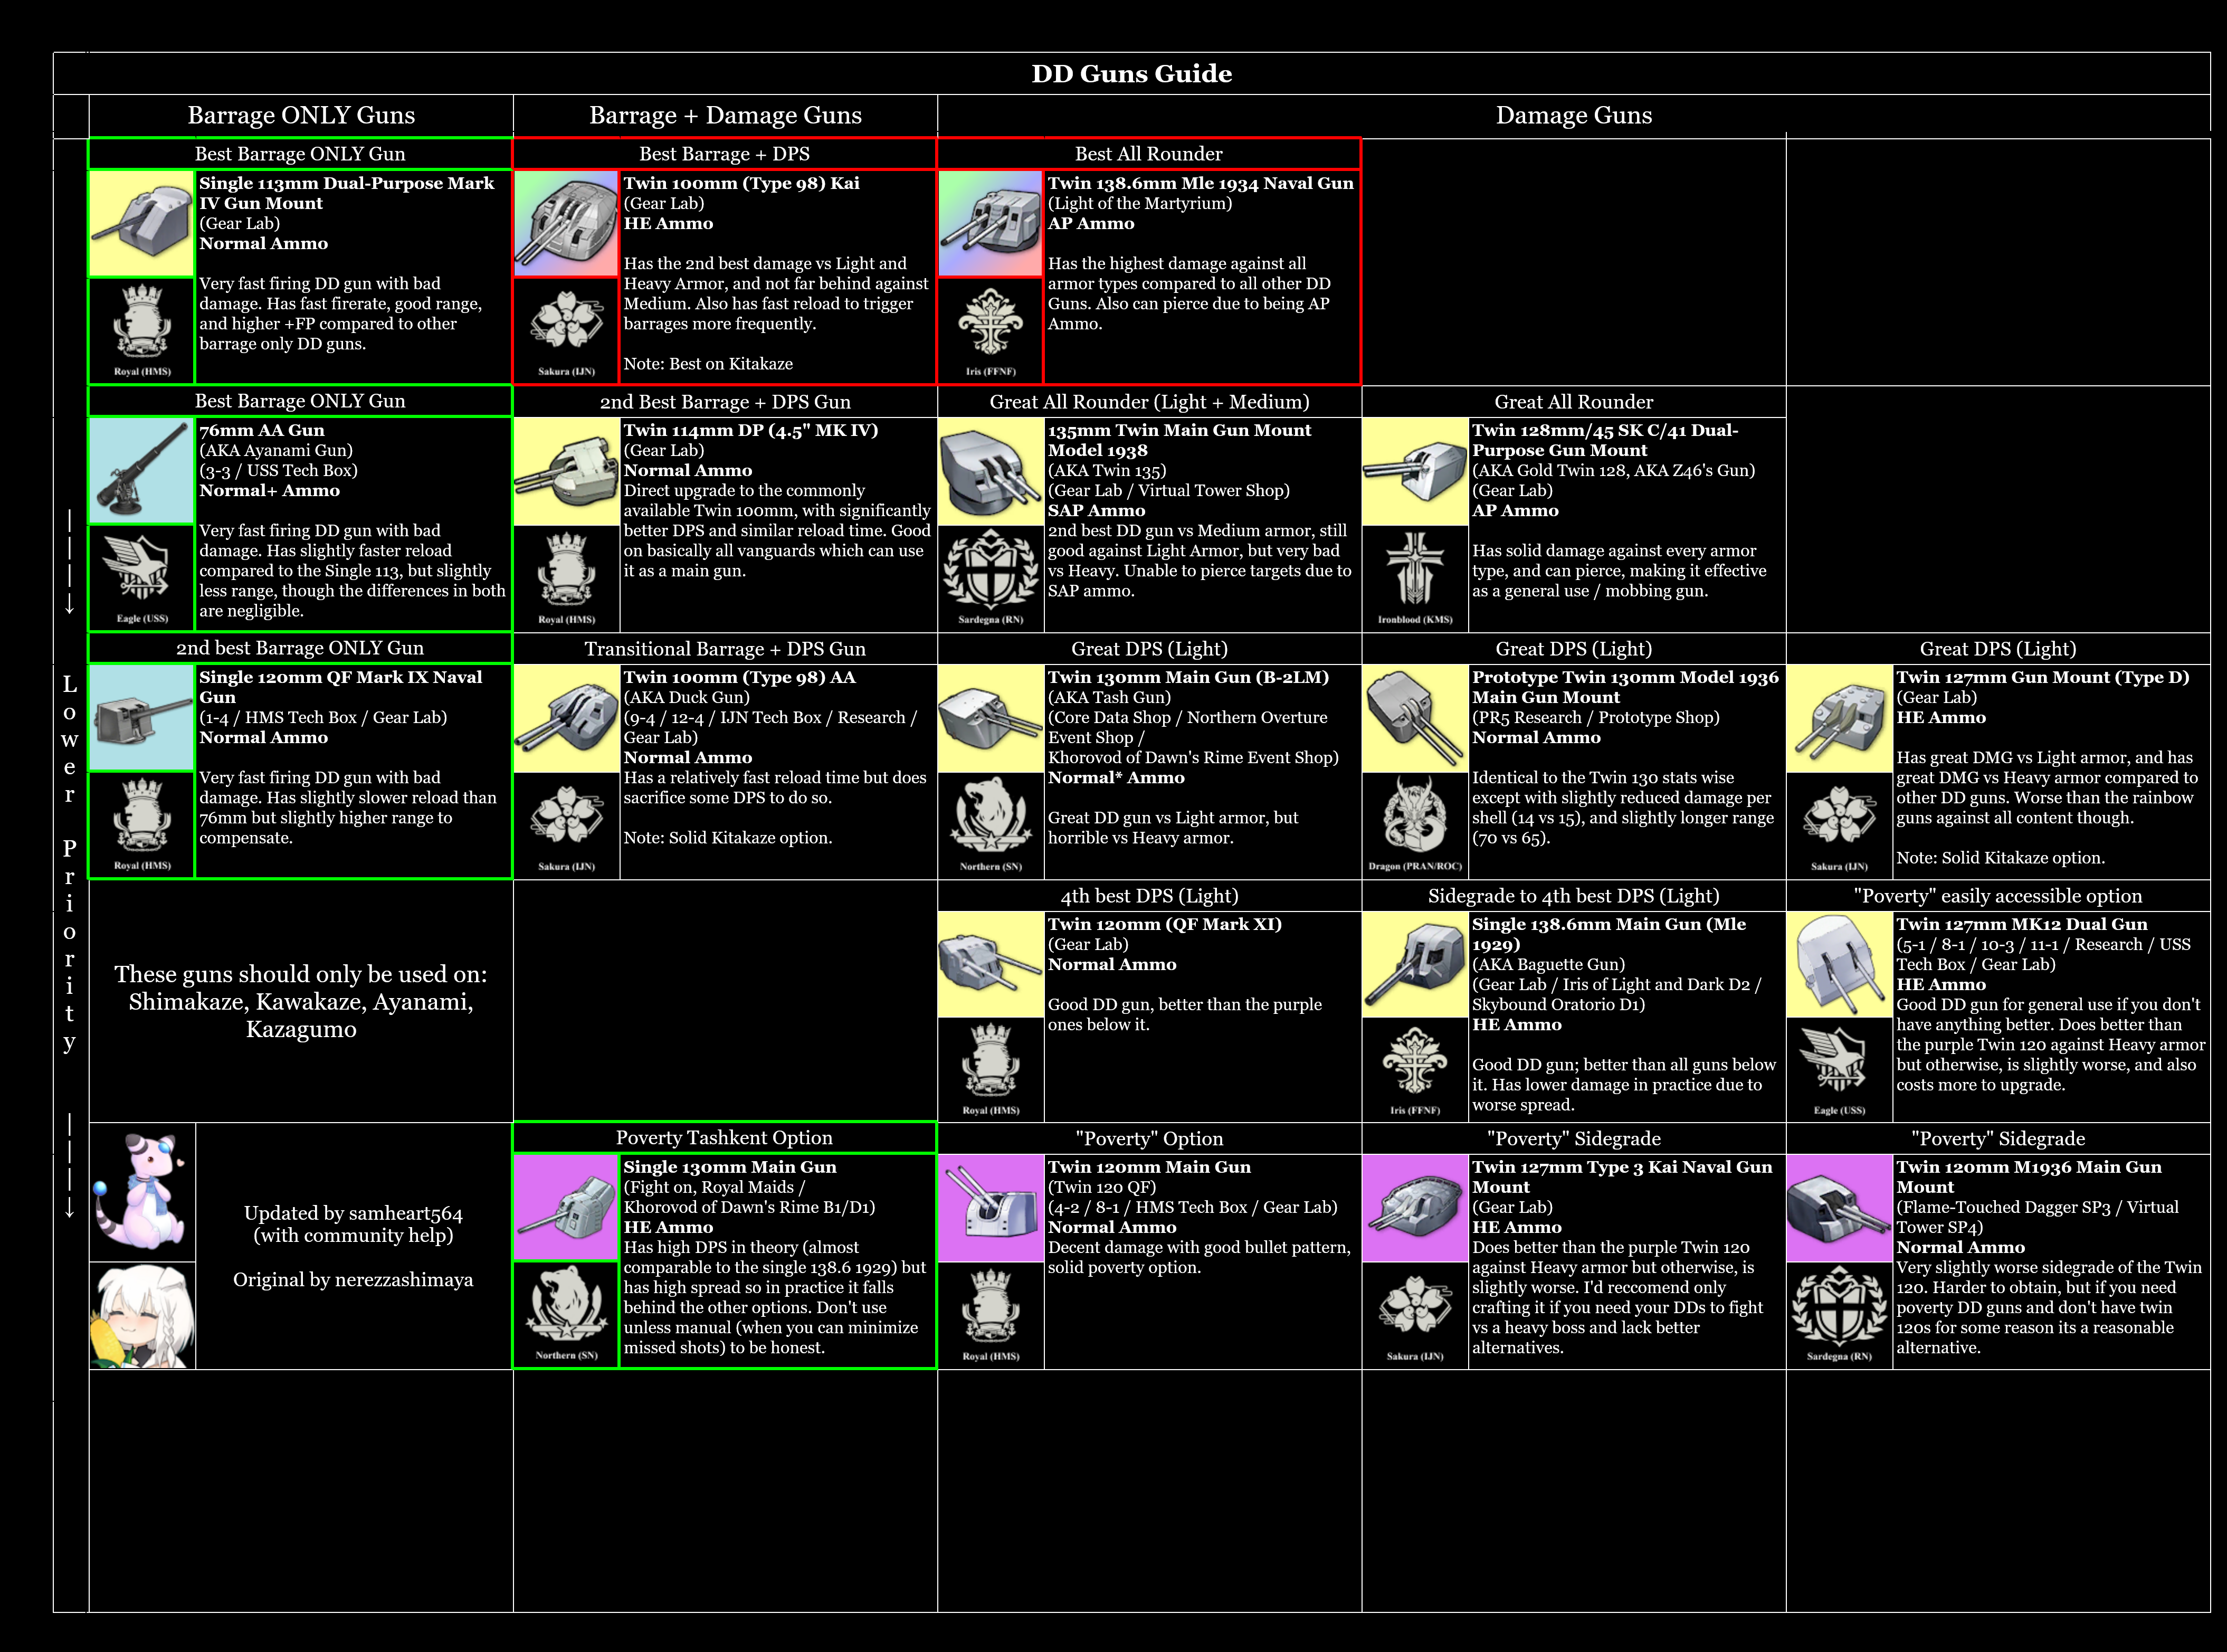 DD Guns Guide
Barrage ONLY Guns
Barrage + Damage Guns
Damage Guns
Best Barrage ONLY Gun
Single 113mm Dual-Purpose Mark
IV Gun Mount
(Gear Lab)
Normal Ammo
Very fast firing DD gun with bad
damage. Has fast firerate, good range,
and higher +FP compared to other
barrage only DD guns.
Royal (HMS)
Best Barrage + DPS
Twin 100mm (Type 98) Kai
(Gear Lab)
HE Ammo
Has the 2nd best damage vs Light and
Heavy Armor, and not far behind against
Medium. Also has fast reload to trigger
barrages more frequently.
Note: Best on Kitakaze
Sakura (IJN)
Best All Rounder
Twin 138.6mm Mle 1934 Naval Gun
(Light of the Martyrium)
AP Ammo
Has the highest damage against all
armor types compared to all other DD
Guns. Also can pierce due to being AP
Ammo.
Iris (FFNF)
Best Barrage ONLY Gun
76mm AA Gun
(AKA Ayanami Gun)
(3-3 / USS Tech Box)
Normal+ Ammo
Very fast firing DD gun with bad
damage. Has slightly faster reload
compared to the Single 113, but slightly
less range, though the differences in both
are negligible.
Eagle (USS)
2nd Best Barrage + DPS Gun
Twin 114mm DP (4.5" MK IV)
(Gear Lab)
Normal Ammo
Direct upgrade to the commonly
available Twin 100mm, with significantly
better DPS and similar reload time. Good
on basically all vanguards which can use
it as a main gun.
Royal (HMS)
Great All Rounder (Light + Medium)
135mm Twin Main Gun Mount
Model 1938
(AKA Twin 135)
(Gear Lab / Virtual Tower Shop)
SAP Ammo
2nd best DD gun vs Medium armor, still
good against Light Armor, but very bad
vs Heavy. Unable to pierce targets due to
SAP ammo.
Sardegna (RN)
Great All Rounder
Twin 128mm/45 SK C/41 Dual-
Purpose Gun Mount
(AKA Gold Twin 128, AKA Z46's Gun)
(Gear Lab)
AP Ammo
Has solid damage against every armor
type, and can pierce, making it effective
as a general use / mobbing gun.
Ironblood (KMS)
Lower Priority
2nd best Barrage ONLY Gun
Single 120mm QF Mark IX Naval
Gun
(1-4 / HMS Tech Box / Gear Lab)
Normal Ammo
Very fast firing DD gun with bad
damage. Has slightly slower reload than
76mm but slightly higher range to
compensate.
Royal (HMS)
Transitional Barrage + DPS Gun
Twin 100mm (Type 98) AA
(AKA Duck Gun)
(9-4 / 12-4 / IJN Tech Box / Research /
Gear Lab)
Normal Ammo
Has a relatively fast reload time but does
sacrifice some DPS to do so.
Note: Solid Kitakaze option.
Sakura (IJN)
Great DPS (Light)
Twin 130mm Main Gun (B-2LM)
(AKA Tash Gun)
(Core Data Shop / Northern Overture
Event Shop /
Khorovod of Dawn's Rime Event Shop)
Normal* Ammo
Great DD gun vs Light armor, but
horrible vs Heavy armor.
Northern (SN)
Great DPS (Light)
Prototype Twin 130mm Model 1936
Main Gun Mount
(PR5 Research / Prototype Shop)
Normal Ammo
Identical to the Twin 130 stats wise
except with slightly reduced damage per
shell (14 vs 15), and slightly longer range
(70 vs 65).
Dragon (PRAN/ROC)
Great DPS (Light)
Twin 127mm Gun Mount (Type D)
(Gear Lab)
HE Ammo
Has great DMG vs Light armor, and has
great DMG vs Heavy armor compared to
other DD guns. Worse than the rainbow
guns against all content though.
Note: Solid Kitakaze option.
Sakura (IJN)
These guns should only be used on:
Shimakaze, Kawakaze, Ayanami,
Kazagumo
4th best DPS (Light)
Twin 120mm (QF Mark XI)
(Gear Lab)
Normal Ammo
Good DD gun, better than the purple
ones below it.
Royal (HMS)
Sidegrade to 4th best DPS (Light)
Single 138.6mm Main Gun (Mle
1929)
(AKA Baguette Gun)
(Gear Lab / Iris of Light and Dark D2 /
Skybound Oratorio D1)
HE Ammo
Good DD gun; better than all guns below
it. Has lower damage in practice due to
worse spread.
Iris (FFNF)
"Poverty" easily accessible option
Twin 127mm MK12 Dual Gun
(5-1 / 8-1 / 10-3 / 11-1 / Research / USS
Tech Box / Gear Lab)
HE Ammo
Good DD gun for general use if you don't
have anything better. Does better than
the purple Twin 120 against Heavy armor
but otherwise, is slightly worse, and also
costs more to upgrade.
Eagle (USS)
Updated by samheart564
(with community help)
Original by nerezzashimaya
Poverty Tashkent Option
Single 130mm Main Gun
(Fight on, Royal Maids /
Khorovod of Dawn's Rime B1/D1)
HE Ammo
Has high DPS in theory (almost
comparable to the single 138.6 1929) but
has high spread so in practice it falls
behind the other options. Don't use
unless manual (when you can minimize
missed shots) to be honest.
Northern (SN)
"Poverty" Option
Twin 120mm Main Gun
(Twin 120 QF)
(4-2 / 8-1 / HMS Tech Box / Gear Lab)
Normal Ammo
Decent damage with good bullet pattern,
solid poverty option.
Royal (HMS)
"Poverty" Sidegrade
Twin 127mm Type 3 Kai Naval Gun
Mount
(Gear Lab)
HE Ammo
Does better than the purple Twin 120
against Heavy armor but otherwise, is
slightly worse. I'd reccomend only
crafting it if you need your DDs to fight
vs a heavy boss and lack better
alternatives.
Sakura (IJN)
"Poverty" Sidegrade
Twin 120mm M1936 Main Gun
Mount
(Flame-Touched Dagger SP3 / Virtual
Tower SP4)
Normal Ammo
Very slightly worse sidegrade of the Twin
120. Harder to obtain, but if you need
poverty DD guns and don't have twin
120s for some reason its a reasonable
alternative.
Sardegna (RN)